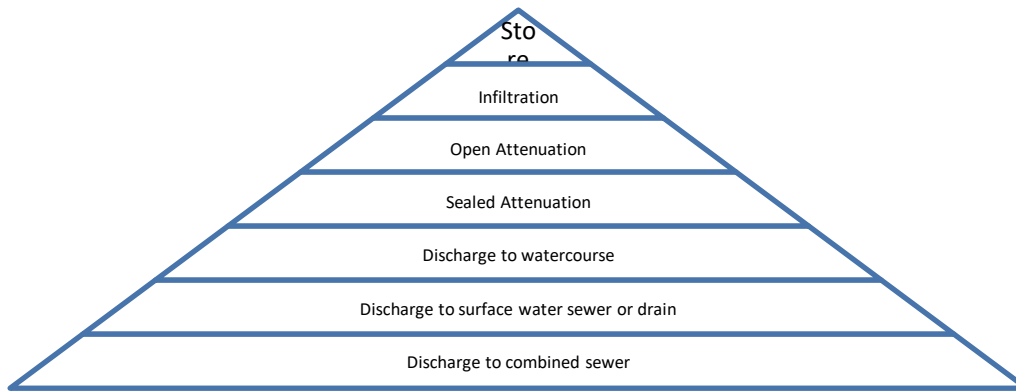 Sto
re
Infiltration
Open Attenuation
Sealed Attenuation
Discharge to watercourse
Discharge to surface water sewer or drain
Discharge to combined sewer